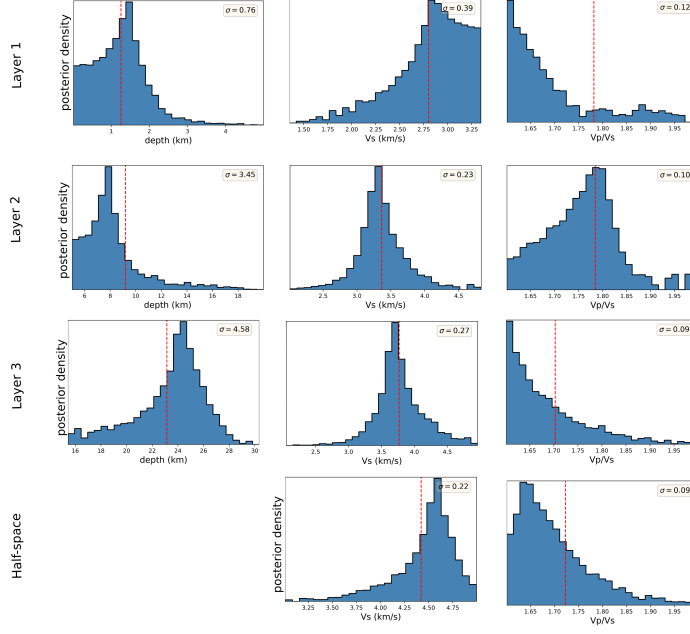 Layer 1
posterior density
σ = 0.76
1 2 3 4
depth (km)
σ = 0.39
1.50 1.75 2.00 2.25 2.50 2.75 3.00 3.25
Vs (km/s)
σ = 0.12
1.65 1.70 1.75 1.80 1.85 1.90 1.95
Vp/Vs
Layer 2
posterior density
σ = 3.45
6 8 10 12 14 16 18
depth (km)
σ = 0.23
2.5 3.0 3.5 4.0 4.5
Vs (km/s)
σ = 0.10
1.65 1.70 1.75 1.80 1.85 1.90 1.95
Vp/Vs
Layer 3
posterior density
σ = 4.58
16 18 20 22 24 26 28 30
depth (km)
σ = 0.27
2.5 3.0 3.5 4.0 4.5
Vs (km/s)
σ = 0.09
1.65 1.70 1.75 1.80 1.85 1.90 1.95
Vp/Vs
Half-space
posterior density
σ = 0.22
3.25 3.50 3.75 4.00 4.25 4.50 4.75
Vs (km/s)
σ = 0.09
1.65 1.70 1.75 1.80 1.85 1.90 1.95
Vp/Vs